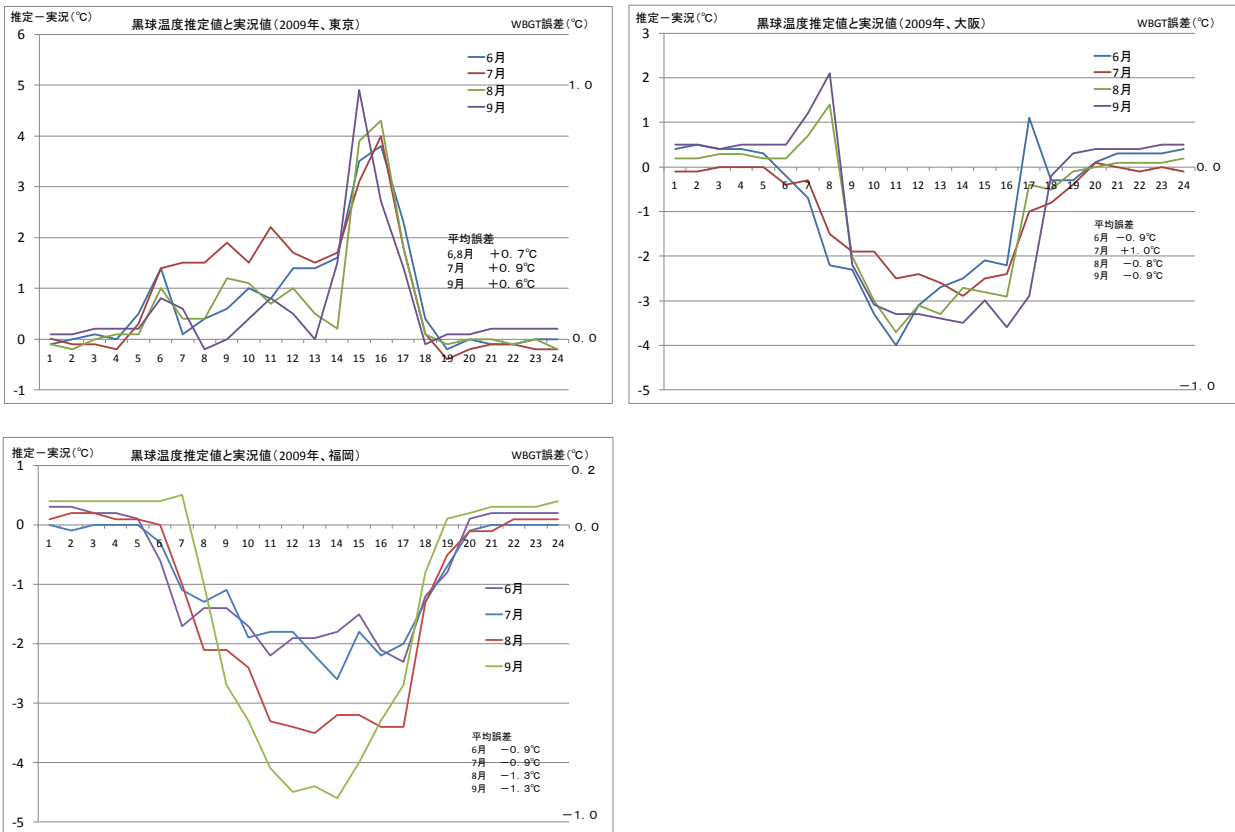 推定－実況(℃)
黒球温度推定値と実況値(2009年、東京)
WBGT誤差(℃)
6
5
4
3
2
1
0
-1
1.0
0.0
6月
7月
8月
9月
平均誤差
6,8月 +0.7℃
7月 +0.9℃
9月 +0.6℃
1 2 3 4 5 6 7 8 9 10 11 12 13 14 15 16 17 18 19 20 21 22 23 24
推定－実況(℃)
黒球温度推定値と実況値(2009年、大阪)
WBGT誤差(℃)
3
2
1
0
-1
-2
-3
-4
-5
0.0
－1.0
6月
7月
8月
9月
1 2 3 4 5 6 7 8 9 10 11 12 13 14 15 16 17 18 19 20 21 22 23 24
平均誤差
6月 －0.9℃
7月 +1.0℃
8月 －0.8℃
9月 －0.9℃
推定－実況(℃)
黒球温度推定値と実況値(2009年、福岡)
WBGT誤差(℃)
1
0
-1
-2
-3
-4
-5
0.2
0.0
－1.0
1 2 3 4 5 6 7 8 9 10 11 12 13 14 15 16 17 18 19 20 21 22 23 24
6月
7月
8月
9月
平均誤差
6月 －0.9℃
7月 －0.9℃
8月 －1.3℃
9月 －1.3℃